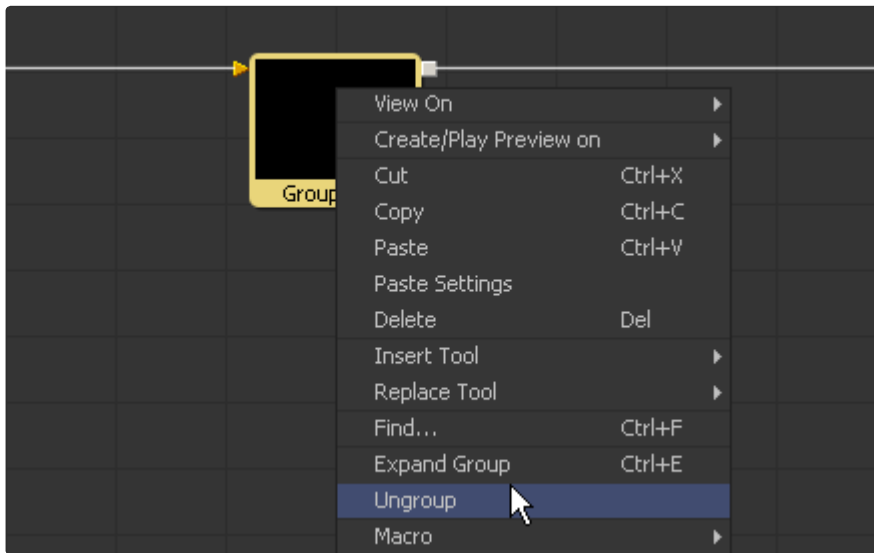 View On
Create/Play Preview on
Cut Ctrl+X
Group
Copy Ctrl+C
Paste Ctrl+V
Paste Settings
Delete Del
Insert Tool
Replace Tool
Find... Ctrl+F
Expand Group Ctrl+E
Ungroup
Macro